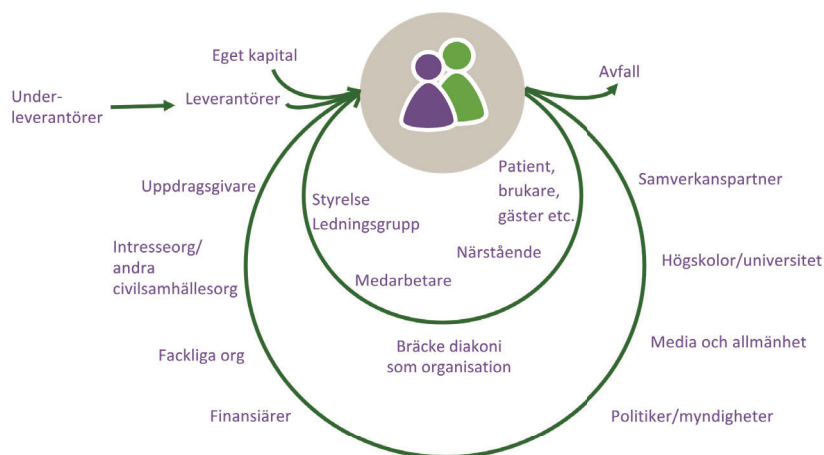 Eget kapital
Avfall
Under-
leverantörer
Leverantörer
Uppdragsgivare
Styrelse
Ledningsgrupp
Patient,
brukare,
gäster etc.
Samverkanspartner
Intresseorg/
andra
civilsamhällesorg
Medarbetare
Närstående
Högskolor/universitet
Fackliga org
Bräcke diakoni
som organisation
Media och allmänhet
Finansiärer
Politiker/myndigheter